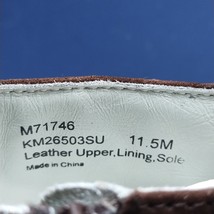 M71746
KM26503SU 11.5M
Leather Upper, Lining, Sole
Made in China